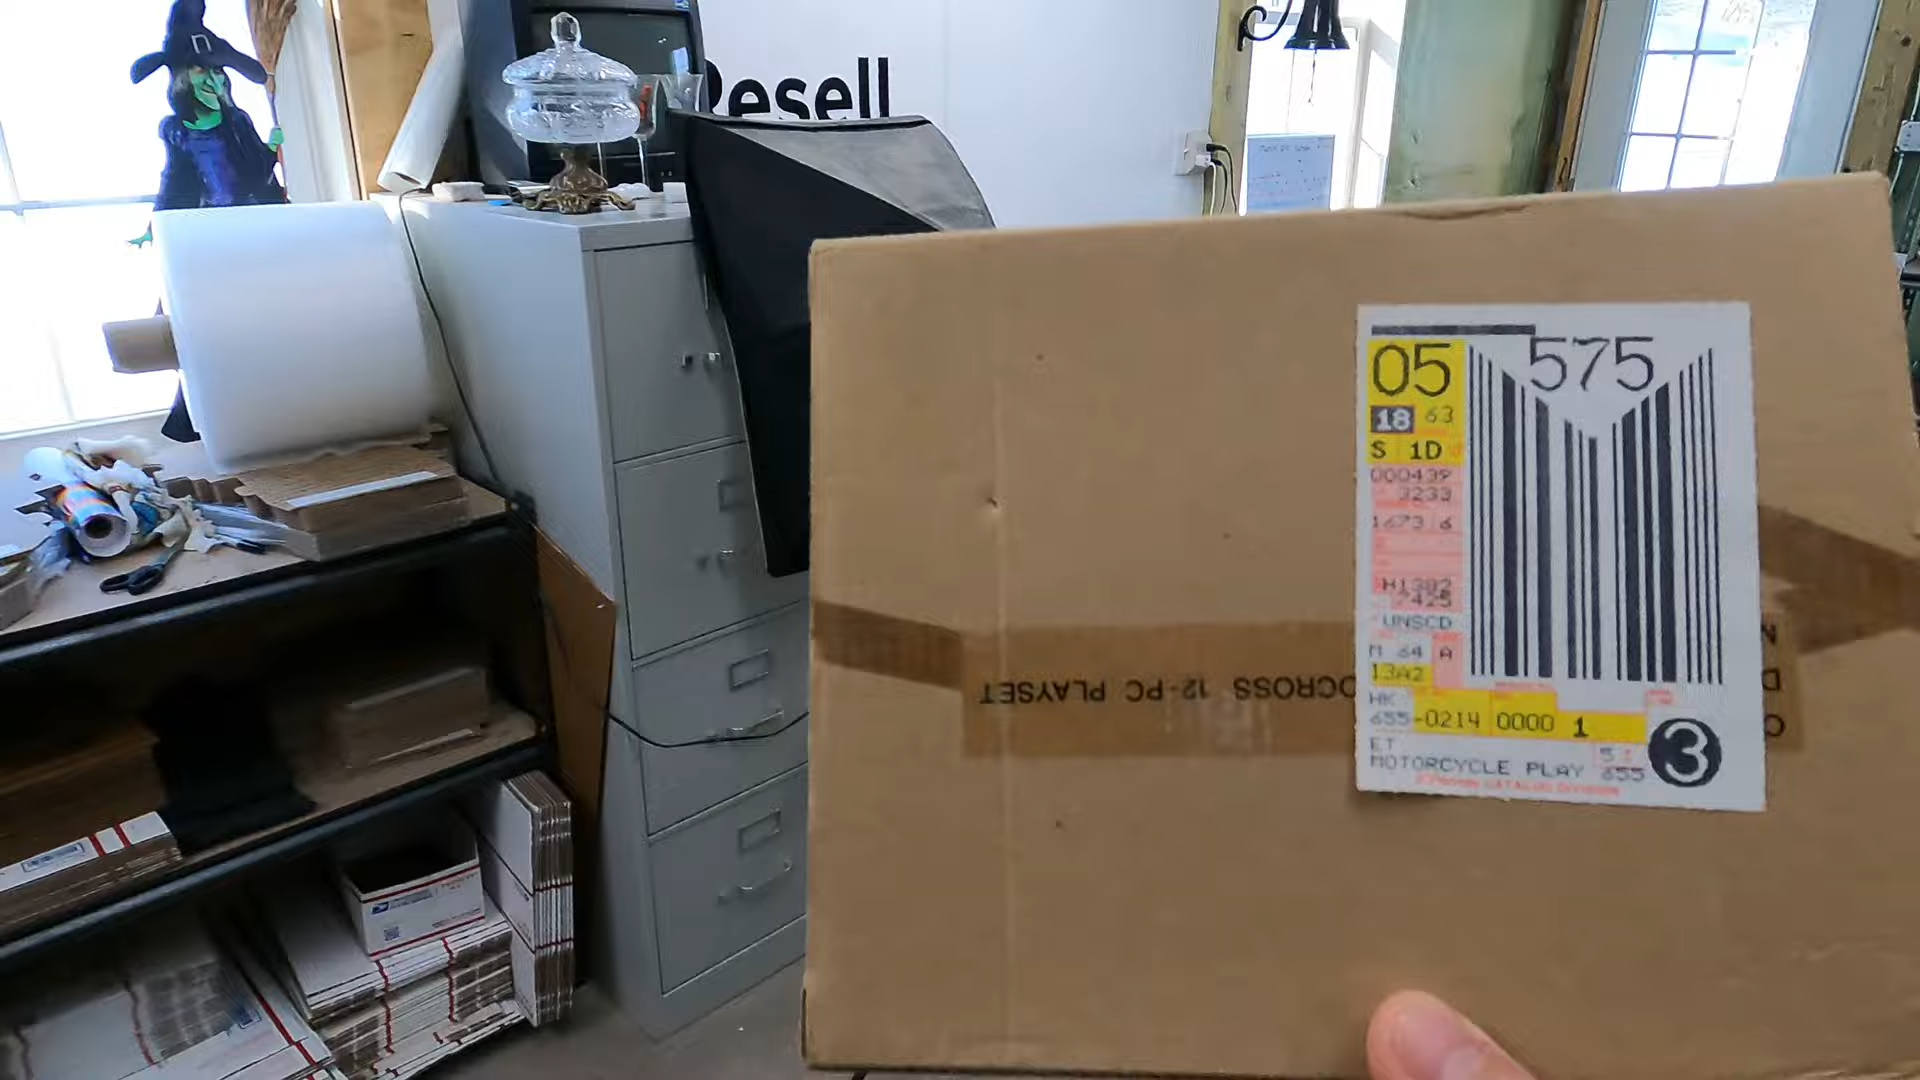 Resell
05 575
18 63
S 1D
000439
3233
1673 6
H1382
7425
UNSCD
M 64 A
13A2
HK
655-0214 0000 1
ET
MOTORCYCLE PLAY 655
3
OCROSS 12-PC PLAYSET